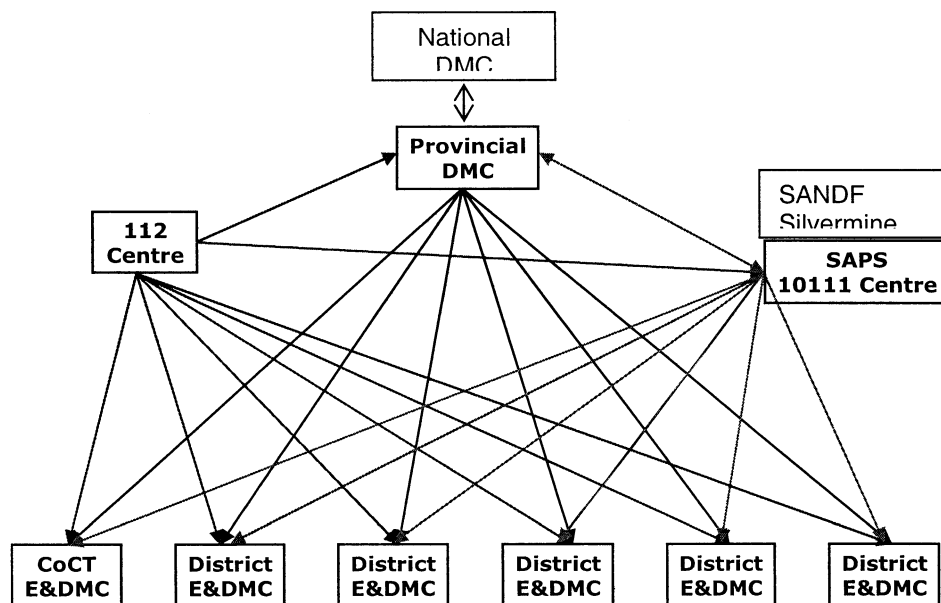 National
DMC
Provincial
DMC
SANDF
Silvermine
112
Centre
SAPS
10111 Centre
CoCT
E&DMC
District
E&DMC
District
E&DMC
District
E&DMC
District
E&DMC
District
E&DMC